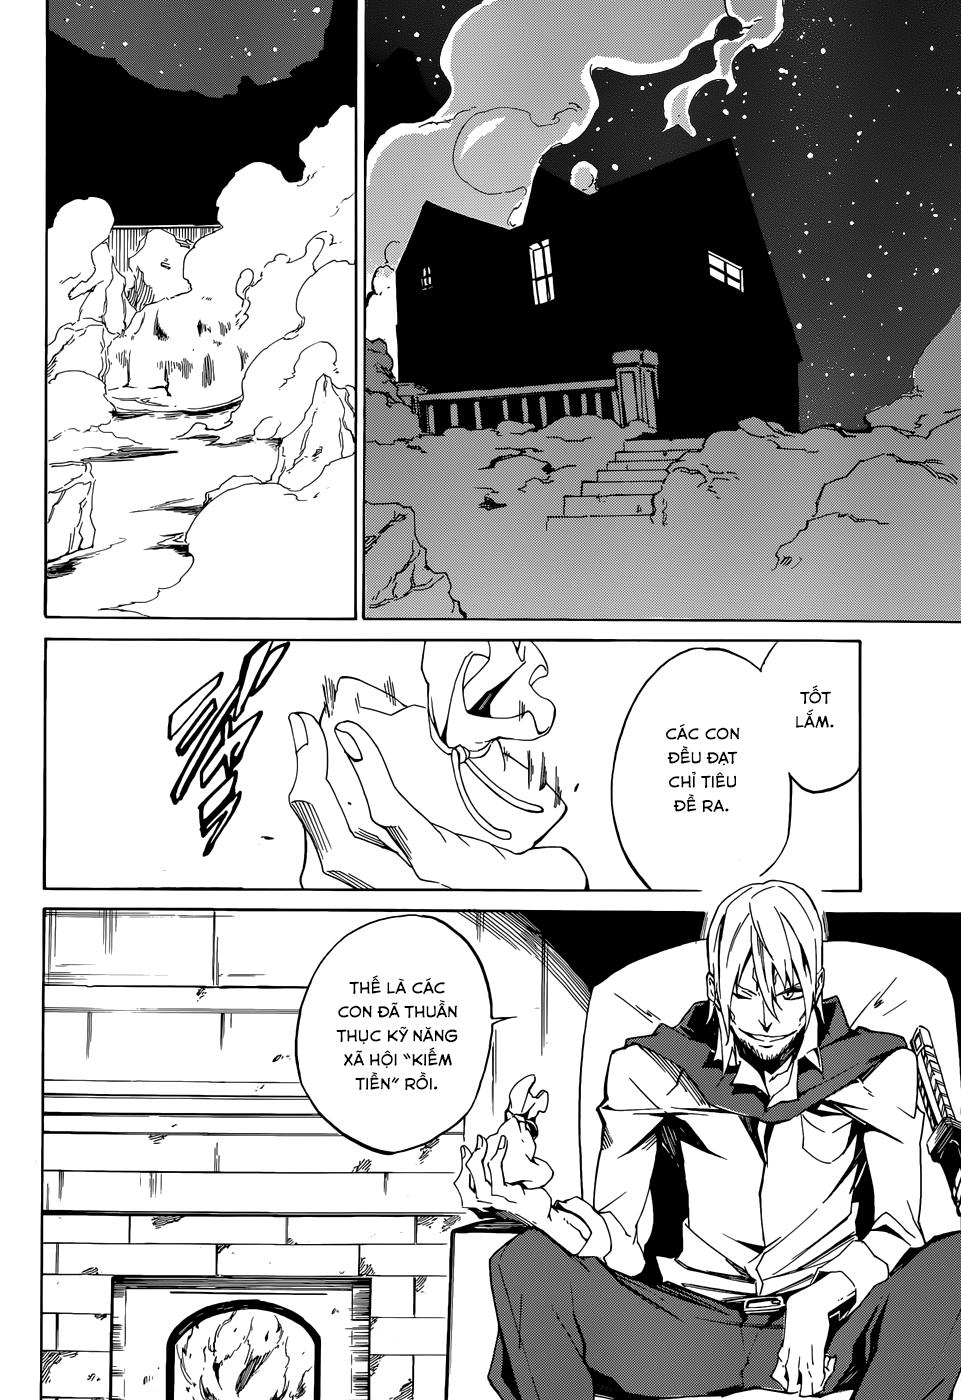 TỐT
LẮM.
CÁC CON
ĐỀU ĐẠT
CHỈ TIÊU
ĐỀ RA.
THẾ LÀ CÁC
CON ĐÃ THUẦN
THỤC KỸ NĂNG
XÃ HỘI “KIẾM
TIỀN” RỒI.